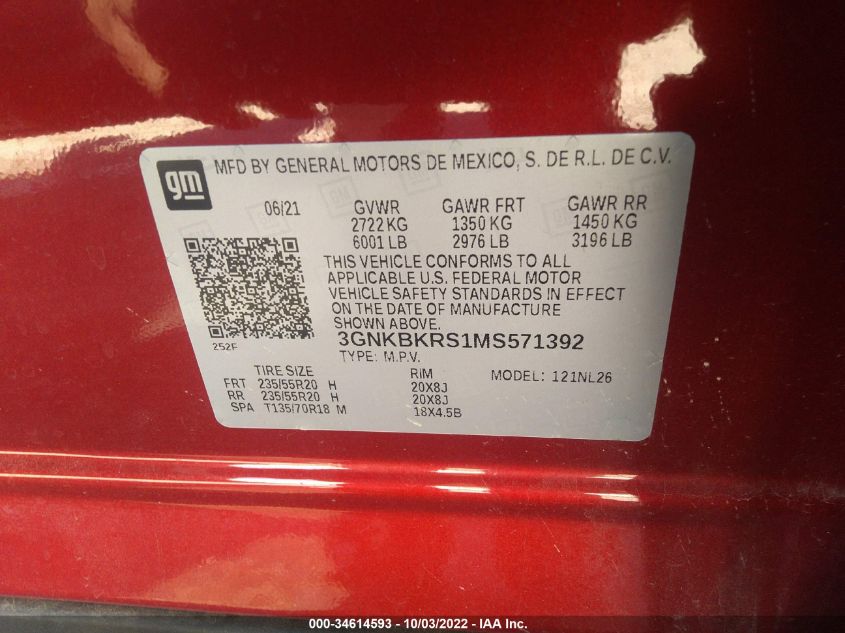 gm
MFD BY GENERAL MOTORS DE MEXICO, S. DE R.L. DE C.V.
06/21 GVWR GAWR FRT GAWR RR
2722 KG 1350 KG 1450 KG
6001 LB 2976 LB 3196 LB
THIS VEHICLE CONFORMS TO ALL
APPLICABLE U.S. FEDERAL MOTOR
VEHICLE SAFETY STANDARDS IN EFFECT
ON THE DATE OF MANUFACTURE
SHOWN ABOVE.
252F
3GNKBKRS1MS571392
TYPE: M.P.V.
TIRE SIZE RIM MODEL: 121NL26
FRT 235/55R20 H 20X8J
RR 235/55R20 H 20X8J
SPA T135/70R18 M 18X4.5B
000-34614593 - 10/03/2022 - IAA Inc.